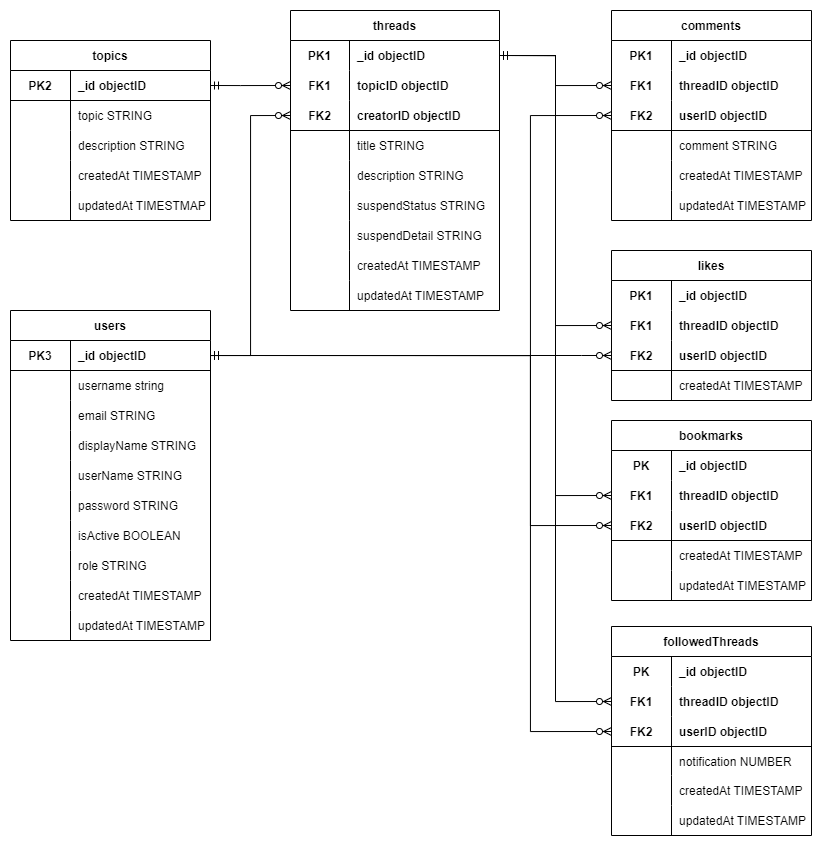 topics
PK2 _id objectID
topic STRING
description STRING
createdAt TIMESTAMP
updatedAt TIMESTMAP
users
PK3 _id objectID
username string
email STRING
displayName STRING
userName STRING
password STRING
isActive BOOLEAN
role STRING
createdAt TIMESTAMP
updatedAt TIMESTAMP
threads
PK1 _id objectID
FK1 topicID objectID
FK2 creatorID objectID
title STRING
description STRING
suspendStatus STRING
suspendDetail STRING
createdAt TIMESTAMP
updatedAt TIMESTAMP
comments
PK1 _id objectID
FK1 threadID objectID
FK2 userID objectID
comment STRING
createdAt TIMESTAMP
updatedAt TIMESTAMP
likes
PK1 _id objectID
FK1 threadID objectID
FK2 userID objectID
createdAt TIMESTAMP
bookmarks
PK _id objectID
FK1 threadID objectID
FK2 userID objectID
createdAt TIMESTAMP
updatedAt TIMESTAMP
followedThreads
PK _id objectID
FK1 threadID objectID
FK2 userID objectID
notification NUMBER
createdAt TIMESTAMP
updatedAt TIMESTAMP